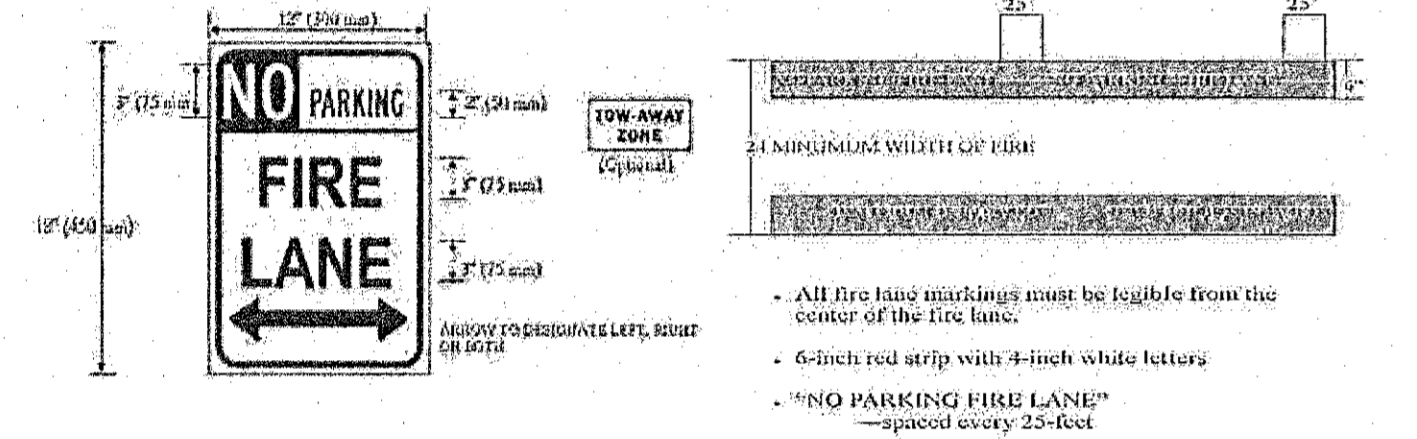 12" (300 mm)
NO PARKING
3" (75 mm)
2" (50 mm)
FIRE
3" (75 mm)
18" (450 mm)
LANE
3" (75 mm)
ARROW TO DESIGNATE LEFT, RIGHT
OR BOTH
TOW-AWAY
ZONE
(Optional)
25'
25'
24 MINIMUM WIDTH OF FIRE
• All fire lane markings must be legible from the
center of the fire lane.
• 6-inch red strip with 4-inch white letters
• "NO PARKING FIRE LANE"
—spaced every 25-feet